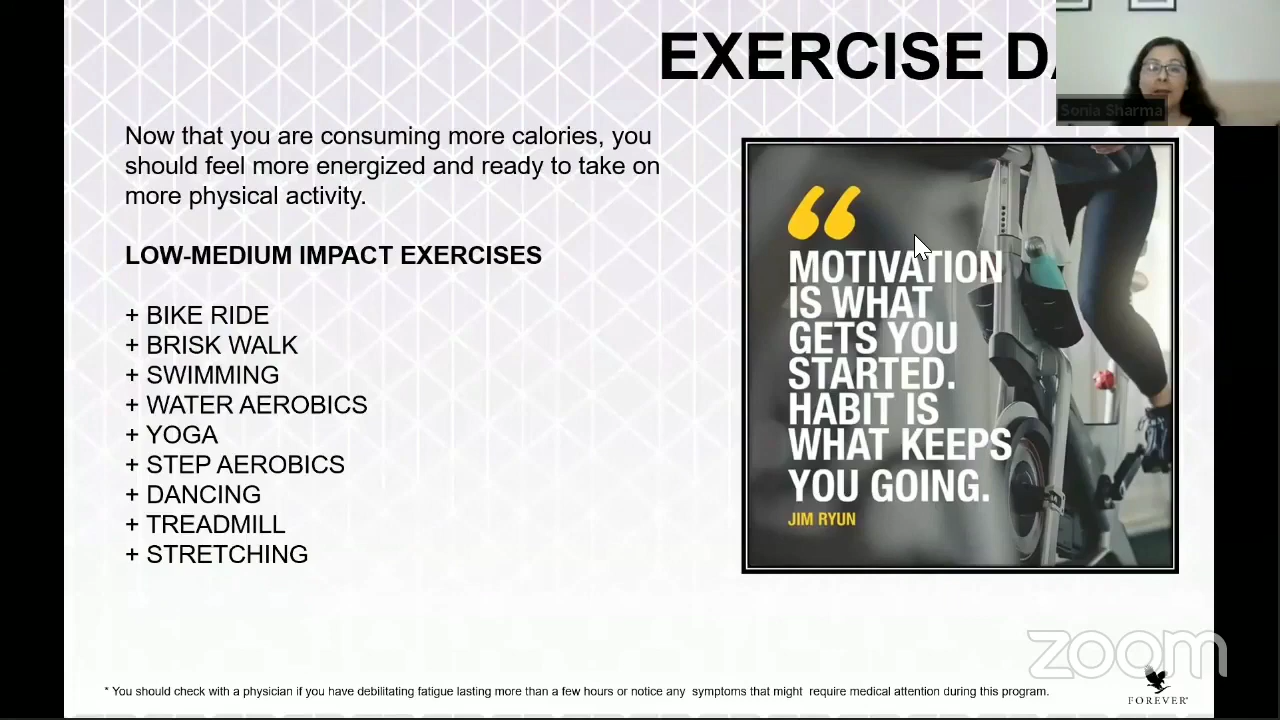 EXERCISE DA
Sonia Sharma
Now that you are consuming more calories, you
should feel more energized and ready to take on
more physical activity.
LOW-MEDIUM IMPACT EXERCISES
+ BIKE RIDE
+ BRISK WALK
+ SWIMMING
+ WATER AEROBICS
+ YOGA
+ STEP AEROBICS
+ DANCING
+ TREADMILL
+ STRETCHING
“
MOTIVATION
IS WHAT
GETS YOU
STARTED.
HABIT IS
WHAT KEEPS
YOU GOING.
JIM RYUN
zoom
* You should check with a physician if you have debilitating fatigue lasting more than a few hours or notice any symptoms that might require medical attention during this program.
FOREVER